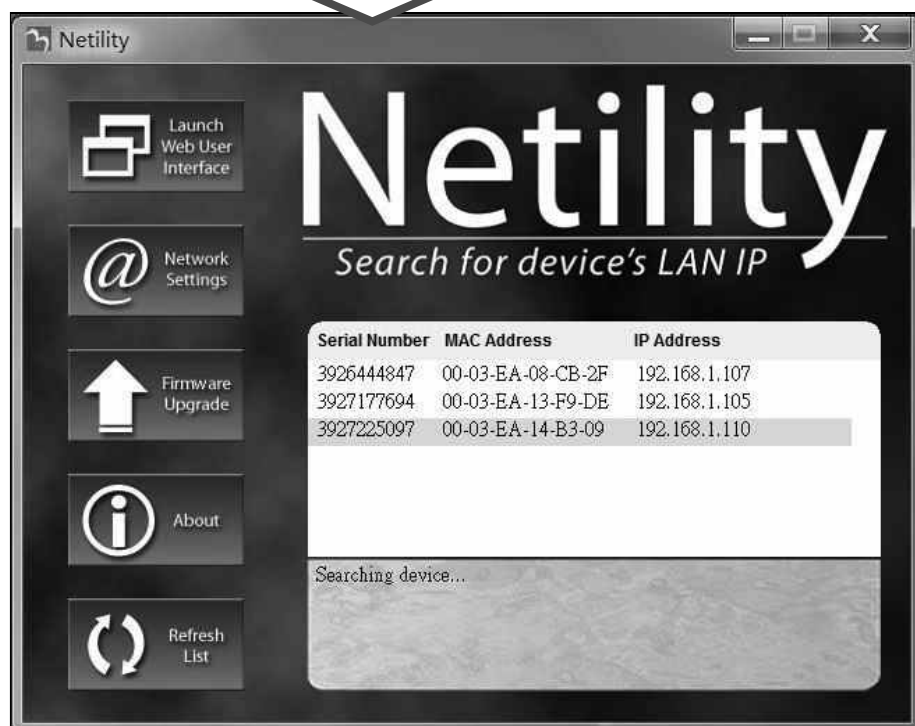 Netility
Launch
Web User
Interface
Network
Settings
Firmware
Upgrade
About
Refresh
List
Netility
Search for device's LAN IP
Serial Number MAC Address IP Address
3926444847 00-03-EA-08-CB-2F 192.168.1.107
3927177694 00-03-EA-13-F9-DE 192.168.1.105
3927225097 00-03-EA-14-B3-09 192.168.1.110
Searching device...